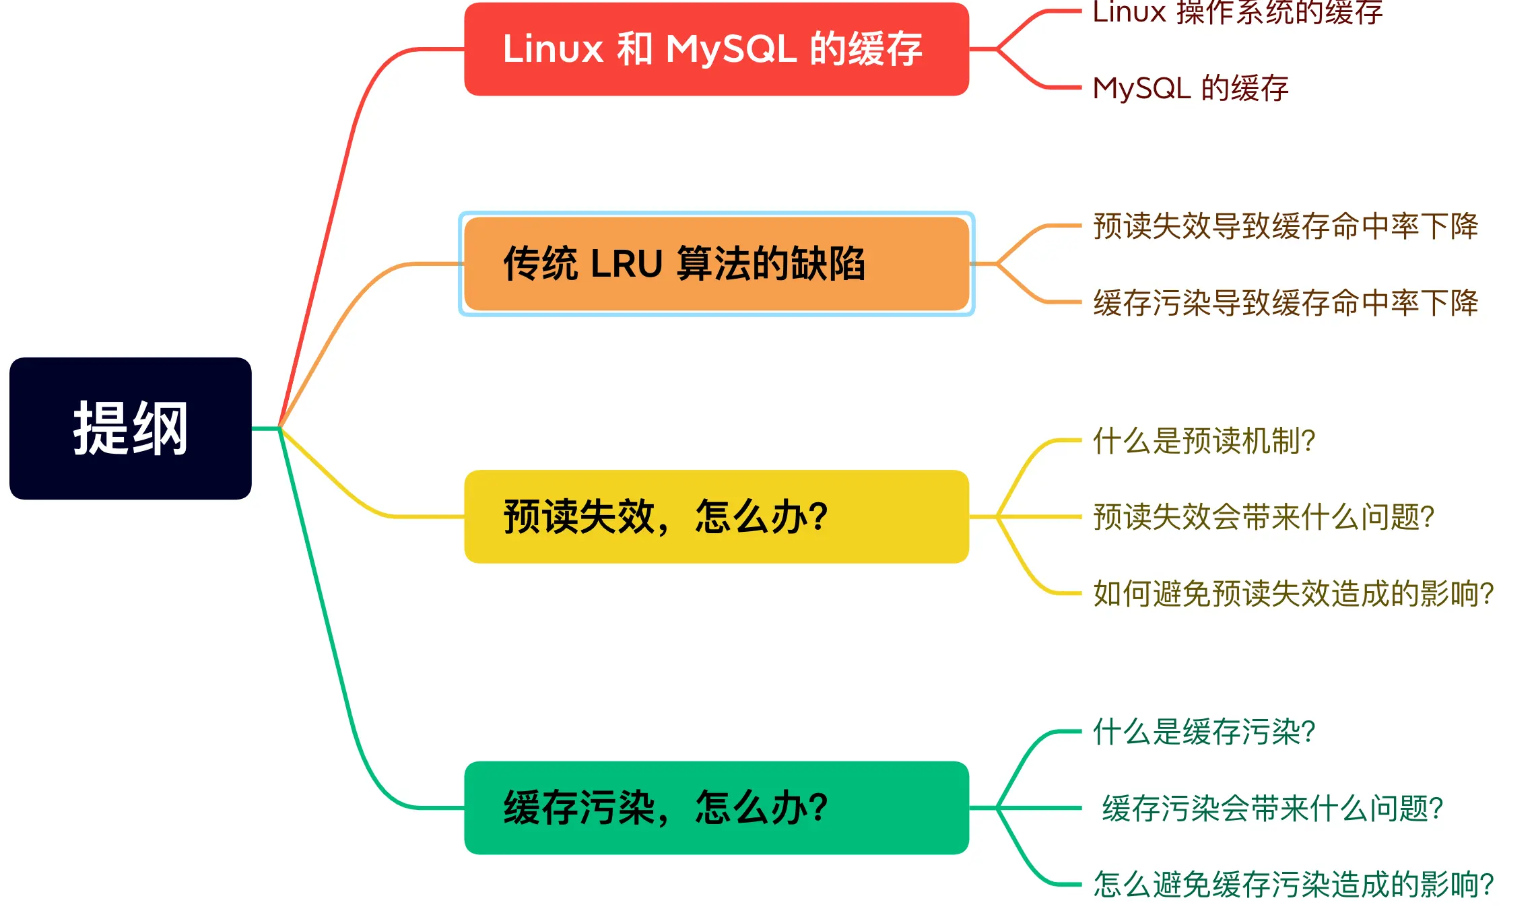 提纲
Linux 和 MySQL 的缓存
Linux 操作系统的缓存
MySQL 的缓存
传统 LRU 算法的缺陷
预读失效导致缓存命中率下降
缓存污染导致缓存命中率下降
预读失效，怎么办？
什么是预读机制？
预读失效会带来什么问题？
如何避免预读失效造成的影响？
缓存污染，怎么办？
什么是缓存污染？
缓存污染会带来什么问题？
怎么避免缓存污染造成的影响？